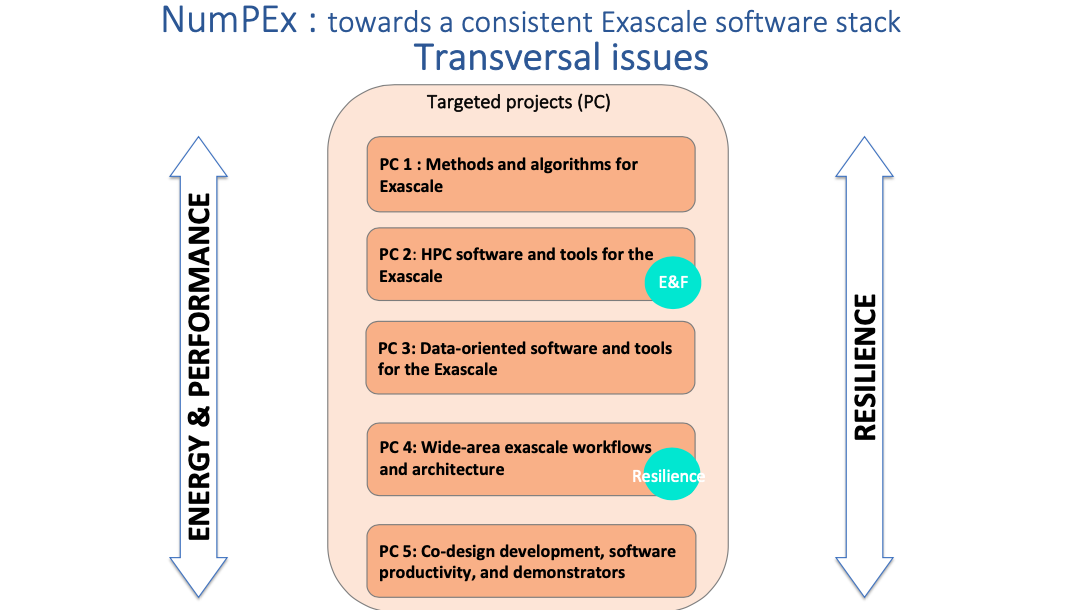 NumPEx : towards a consistent Exascale software stack
Transversal issues
Targeted projects (PC)
PC 1 : Methods and algorithms for
Exascale
PC 2: HPC software and tools for the
Exascale
E&F
PC 3: Data-oriented software and tools
for the Exascale
PC 4: Wide-area exascale workflows
and architecture
Resilience
PC 5: Co-design development, software
productivity, and demonstrators
ENERGY & PERFORMANCE
RESILIENCE